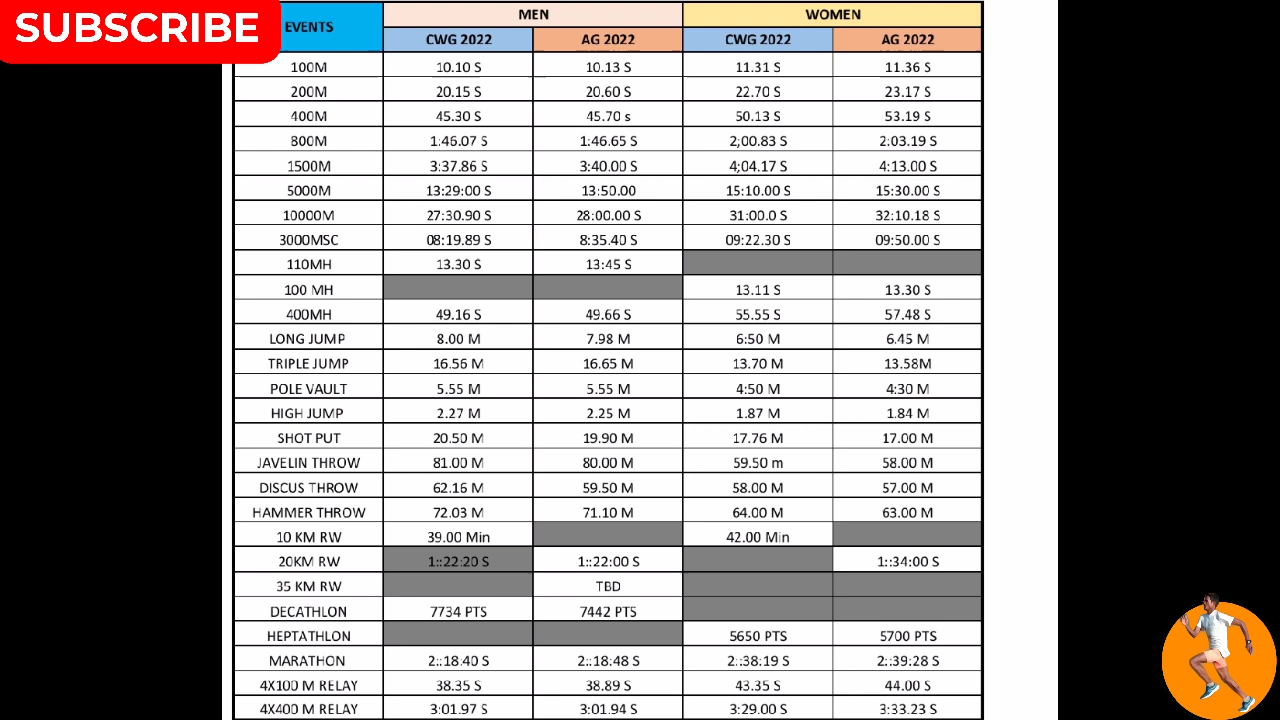 SUBSCRIBE
EVENTS MEN WOMEN
CWG 2022 AG 2022 CWG 2022 AG 2022
100M 10.10 S 10.13 S 11.31 S 11.36 S
200M 20.15 S 20.60 S 22.70 S 23.17 S
400M 45.30 S 45.70 s 50.13 S 53.19 S
800M 1:46.07 S 1:46.65 S 2;00.83 S 2:03.19 S
1500M 3:37.86 S 3:40.00 S 4;04.17 S 4:13.00 S
5000M 13:29:00 S 13:50.00 15:10.00 S 15:30.00 S
10000M 27:30.90 S 28:00.00 S 31:00.0 S 32:10.18 S
3000MSC 08:19.89 S 8:35.40 S 09:22.30 S 09:50.00 S
110MH 13.30 S 13:45 S
100 MH 13.11 S 13.30 S
400MH 49.16 S 49.66 S 55.55 S 57.48 S
LONG JUMP 8.00 M 7.98 M 6:50 M 6.45 M
TRIPLE JUMP 16.56 M 16.65 M 13.70 M 13.58M
POLE VAULT 5.55 M 5.55 M 4:50 M 4:30 M
HIGH JUMP 2.27 M 2.25 M 1.87 M 1.84 M
SHOT PUT 20.50 M 19.90 M 17.76 M 17.00 M
JAVELIN THROW 81.00 M 80.00 M 59.50 m 58.00 M
DISCUS THROW 62.16 M 59.50 M 58.00 M 57.00 M
HAMMER THROW 72.03 M 71.10 M 64.00 M 63.00 M
10 KM RW 39.00 Min 42.00 Min
20KM RW 1::22:20 S 1::22:00 S 1::34:00 S
35 KM RW TBD
DECATHLON 7734 PTS 7442 PTS
HEPTATHLON 5650 PTS 5700 PTS
MARATHON 2::18:40 S 2::18:48 S 2::38:19 S 2::39:28 S
4X100 M RELAY 38.35 S 38.89 S 43.35 S 44.00 S
4X400 M RELAY 3:01.97 S 3:01.94 S 3:29.00 S 3:33.23 S